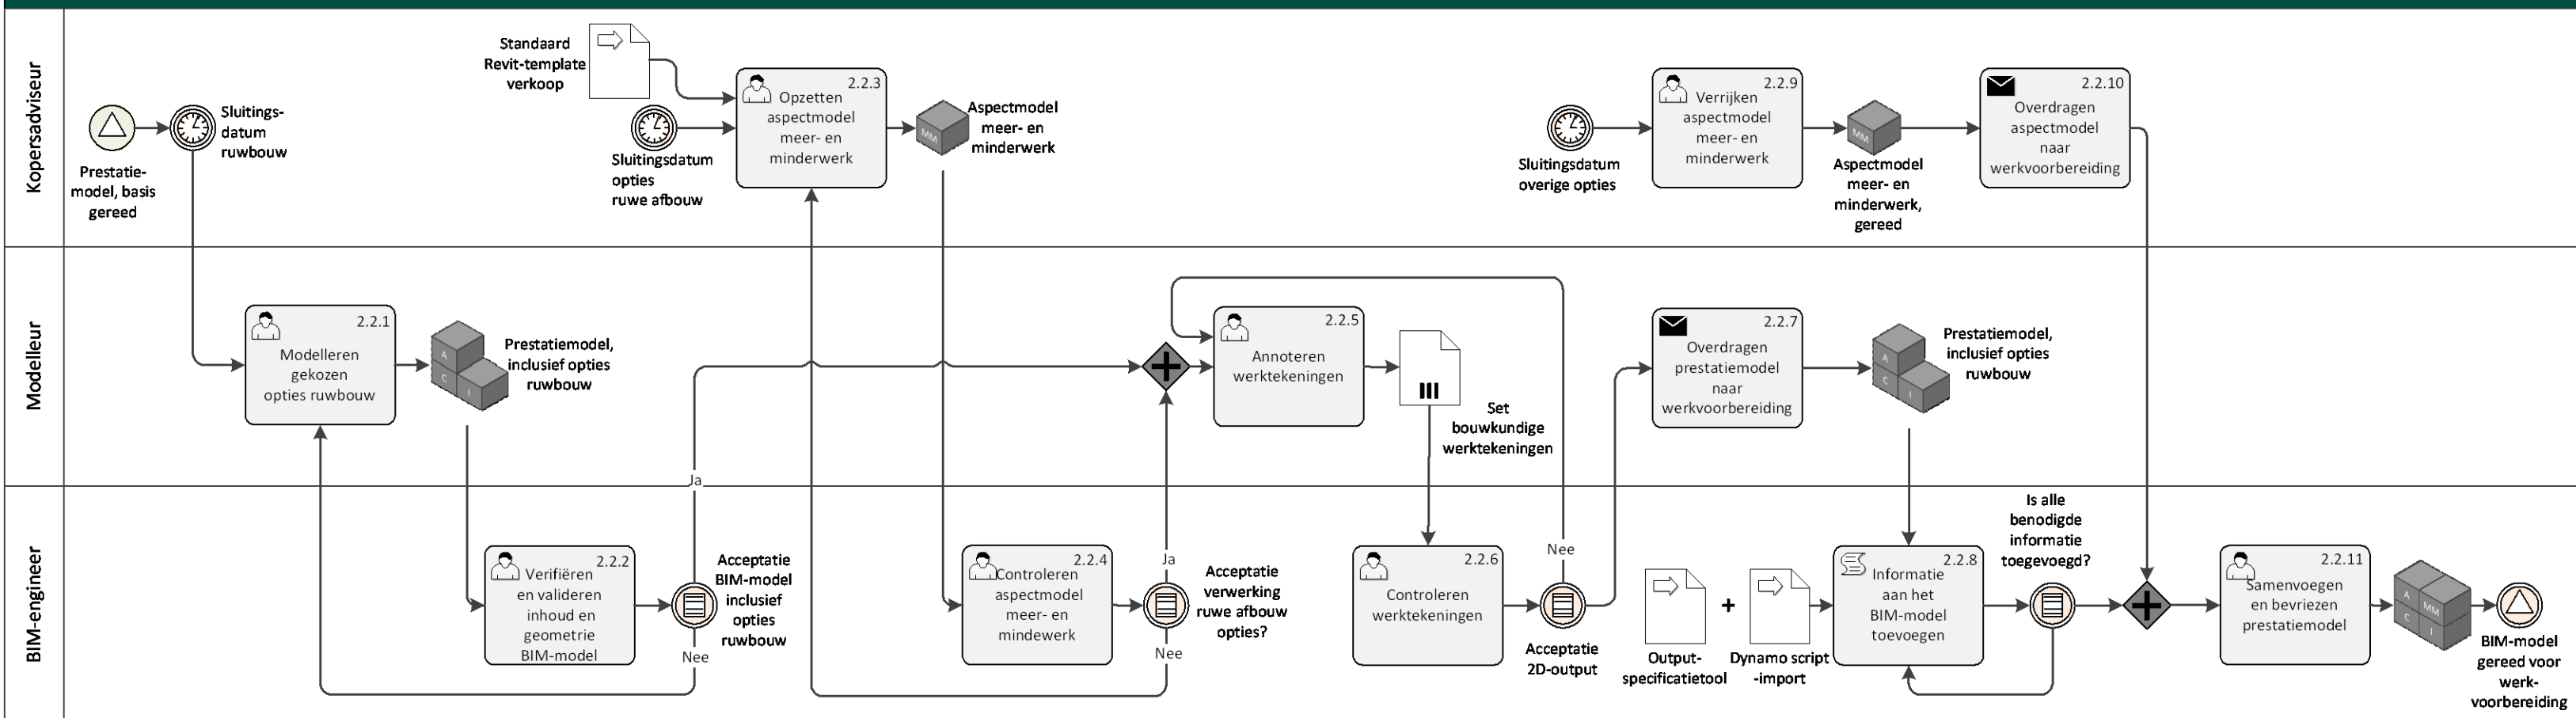 Kopersadviseur
Prestatie-
model, basis
gereed
Sluitings-
datum
ruwbouw
Standaard
Revit-template
verkoop
Sluitingsdatum
opties
ruwe afbouw
2.2.3
Opzetten
aspectmodel
meer- en
minderwerk
MM
Aspectmodel
meer- en
minderwerk
Sluitingsdatum
overige opties
2.2.9
Verrijken
aspectmodel
meer- en
minderwerk
MM
Aspectmodel
meer- en
minderwerk,
gereed
2.2.10
Overdragen
aspectmodel
naar
werkvoorbereiding
Modelleur
2.2.1
Modelleren
gekozen
opties ruwbouw
A
C
I
Prestatiemodel,
inclusief opties
ruwbouw
Ja
2.2.5
Annoteren
werktekeningen
Set
bouwkundige
werktekeningen
2.2.7
Overdragen
prestatiemodel
naar
werkvoorbereiding
A
C
I
Prestatiemodel,
inclusief opties
ruwbouw
BIM-engineer
2.2.2
Verifiëren
en valideren
inhoud en
geometrie
BIM-model
Acceptatie
BIM-model
inclusief
opties
ruwbouw
Nee
2.2.4
Controleren
aspectmodel
meer- en
mindewerk
Ja
Acceptatie
verwerking
ruwe afbouw
opties?
Nee
2.2.6
Controleren
werktekeningen
Nee
Acceptatie
2D-output
Output-
specificatietool
+
Dynamo script
-import
2.2.8
Informatie
aan het
BIM-model
toevoegen
Is alle
benodigde
informatie
toegevoegd?
2.2.11
Samenvoegen
en bevriezen
prestatiemodel
A
MM
C
I
BIM-model
gereed voor
werk-
voorbereiding